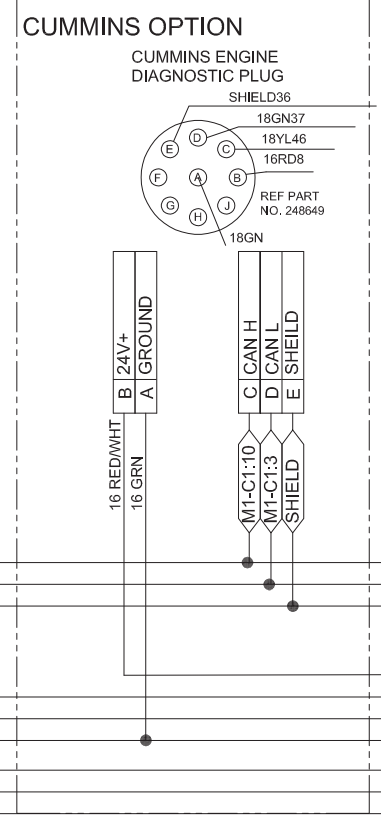 CUMMINS OPTION
CUMMINS ENGINE
DIAGNOSTIC PLUG
SHIELD36
18GN37
18YL46
16RD8
D
E
C
F
A
B
G
J
H
REF PART
NO. 248649
18GN
B 24V+
A GROUND
C CAN H
D CAN L
E SHEILD
16 RED/WHT
16 GRN
M1-C1:10
M1-C1:3
SHIELD